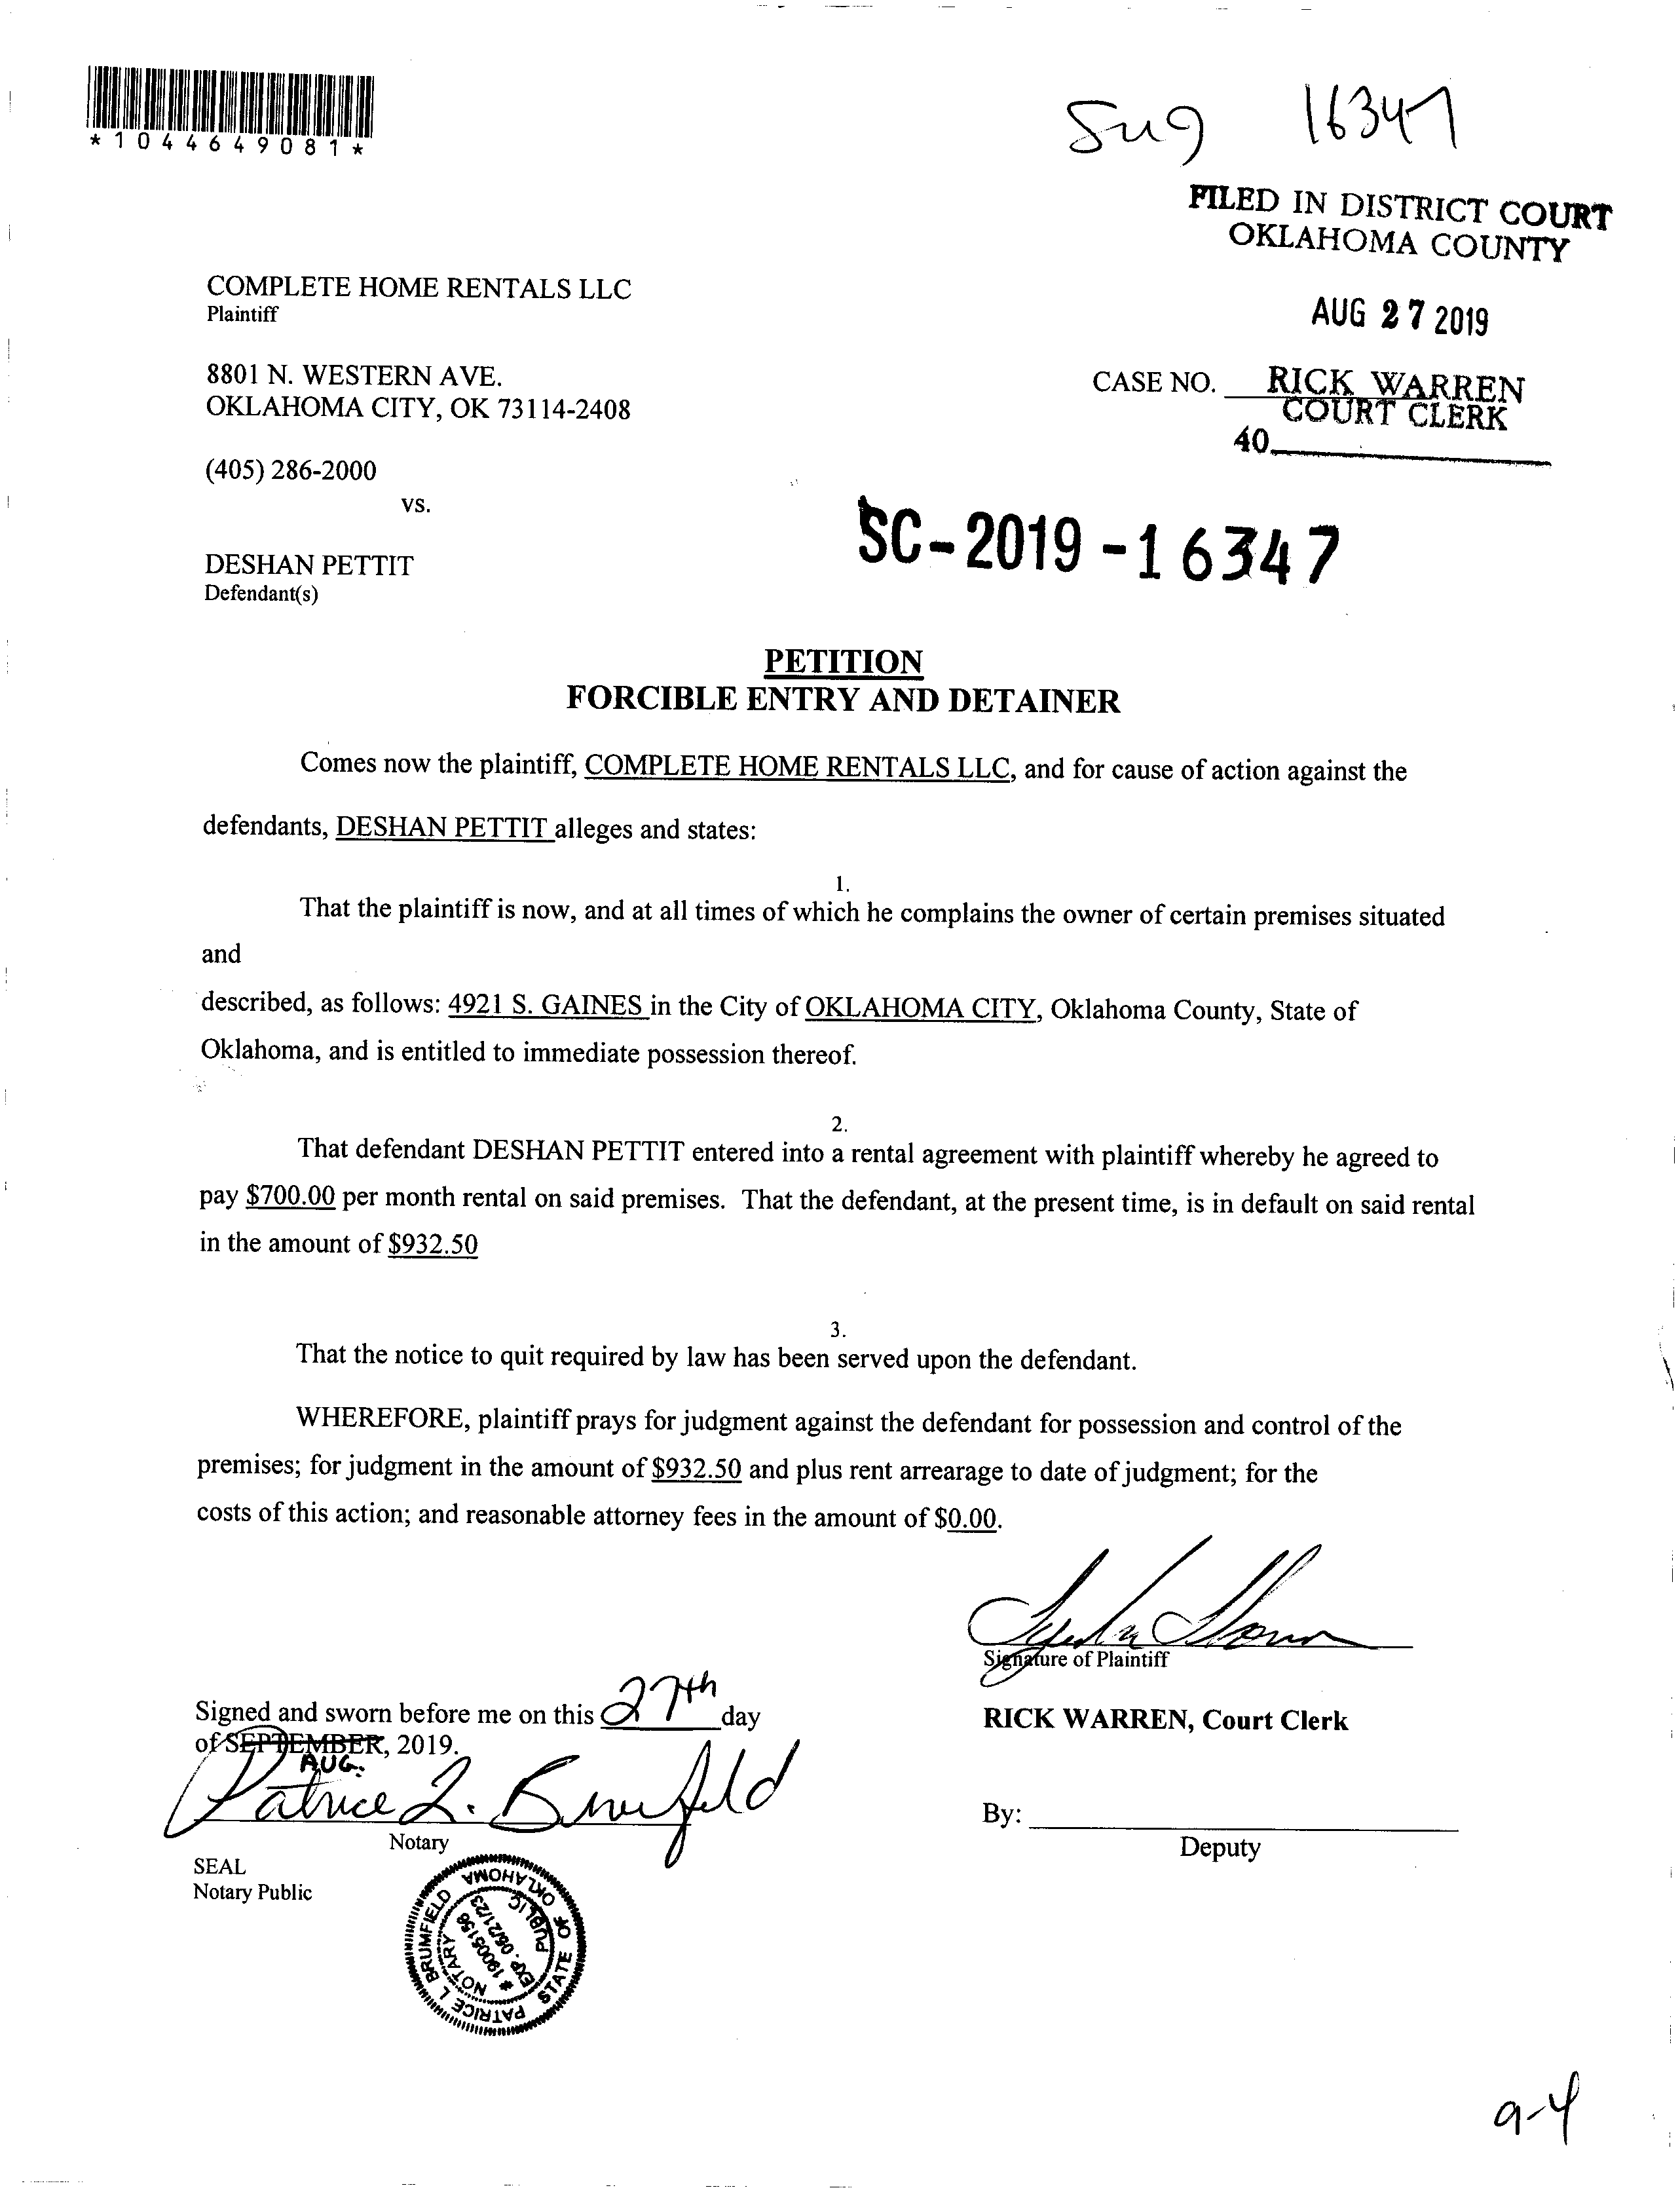 *1044649081*
16347
FILED IN DISTRICT COURT
OKLAHOMA COUNTY
COMPLETE HOME RENTALS LLC
Plaintiff
AUG 27 2019
8801 N. WESTERN AVE.
OKLAHOMA CITY, OK 73114-2408
CASE NO. RICK WARREN
COURT CLERK
40
(405) 286-2000
vs.
SC-2019-16347
DESHAN PETTIT
Defendant(s)
PETITION
FORCIBLE ENTRY AND DETAINER
Comes now the plaintiff, COMPLETE HOME RENTALS LLC, and for cause of action against the
defendants, DESHAN PETTIT alleges and states:
1.
That the plaintiff is now, and at all times of which he complains the owner of certain premises situated
and
described, as follows: 4921 S. GAINES in the City of OKLAHOMA CITY, Oklahoma County, State of
Oklahoma, and is entitled to immediate possession thereof.
2.
That defendant DESHAN PETTIT entered into a rental agreement with plaintiff whereby he agreed to
pay $700.00 per month rental on said premises. That the defendant, at the present time, is in default on said rental
in the amount of $932.50
3.
That the notice to quit required by law has been served upon the defendant.
WHEREFORE, plaintiff prays for judgment against the defendant for possession and control of the
premises; for judgment in the amount of $932.50 and plus rent arrearage to date of judgment; for the
costs of this action; and reasonable attorney fees in the amount of $0.00.
Signature of Plaintiff
Signed and sworn before me on this 27th day
of SEPTEMBER, 2019.
AUG.
RICK WARREN, Court Clerk
Patrice L. Brumfield
Notary
By:
Deputy
SEAL
Notary Public
PATRICE L BRUMFIELD
STATE OF OKLAHOMA
NOTARY PUBLIC
# 19005156
EXP. 06/21/23
9-4